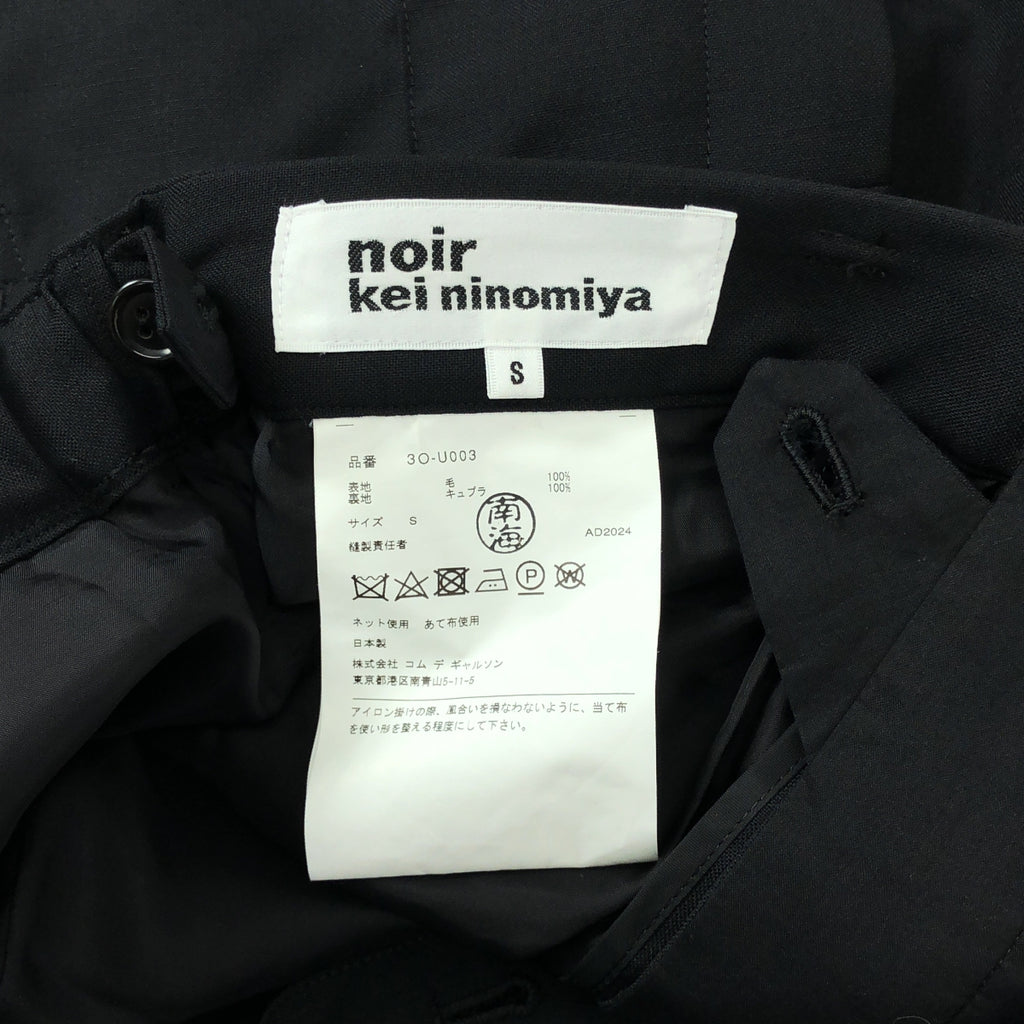 noir
kei ninomiya
S
品番 3O-U003
表地 毛 100%
裏地 キュプラ 100%
サイズ S
南海
AD2024
縫製責任者
P
W
ネット使用 あて布使用
日本製
株式会社 コム デ ギャルソン
東京都港区南青山5-11-5
アイロン掛けの際、風合いを損なわないように、当て布
を使い形を整える程度にして下さい。